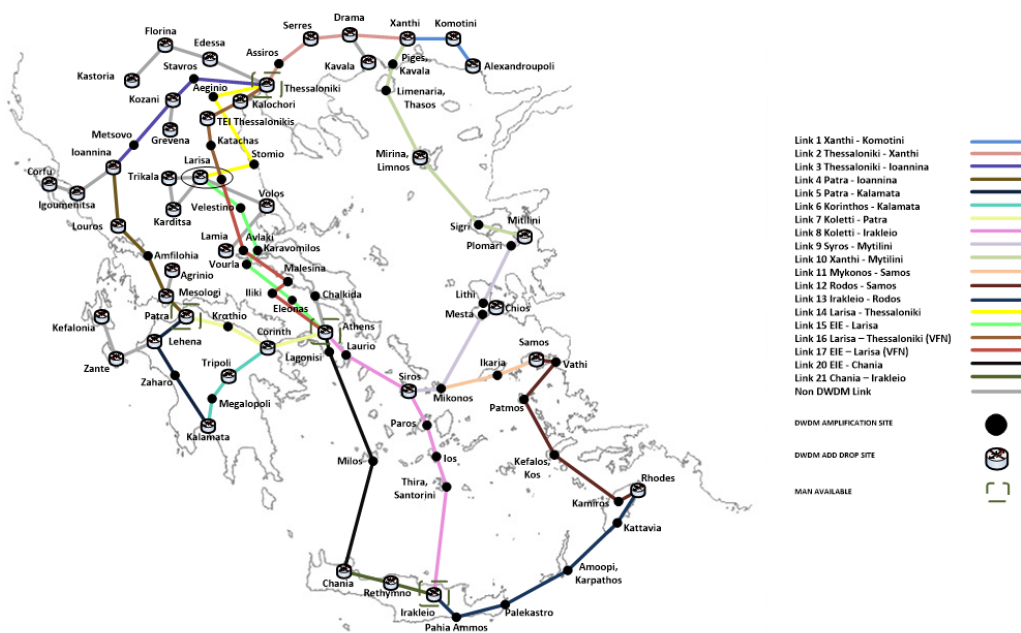 Drama
Serres
Xanthi
Komotini
Florina
Edessa
Assiros
Kavala
Piges,
Kavala
Alexandroupoli
Kastoria
Stavros
Aeginio
Thessaloniki
Limenaria,
Thasos
Kozani
Kalochori
TEI Thessalonikis
Grevena
Metsovo
Katachas
Ioannina
Larisa
Stomio
Mirina,
Limnos
Corfu
Trikala
Igoumenitsa
Karditsa
Volos
Velestino
Louros
Sigri
Mitilini
Lamia
Avlaki
Karavomilos
Plomari
Amfilohia
Vourla
Agrinio
Malesina
Mesologi
Iliki
Eleonas
Chalkida
Lithi
Mesta
Chios
Kefalonia
Patra
Krathio
Athens
Lehena
Corinth
Lagonisi
Laurio
Samos
Zante
Tripoli
Ikaria
Vathi
Zaharo
Megalopoli
Siros
Mikonos
Patmos
Kalamata
Paros
Milos
Ios
Kefalos,
Kos
Thira,
Santorini
Rhodes
Kamiros
Kattavia
Chania
Rethymno
Irakleio
Amoopi,
Karpathos
Palekastro
Pahia Ammos
Link 1 Xanthi - Komotini
Link 2 Thessaloniki - Xanthi
Link 3 Thessaloniki - Ioannina
Link 4 Patra - Ioannina
Link 5 Patra - Kalamata
Link 6 Korinthos - Kalamata
Link 7 Koletti - Patra
Link 8 Koletti - Irakleio
Link 9 Syros - Mytilini
Link 10 Xanthi - Mytilini
Link 11 Mykonos - Samos
Link 12 Rodos - Samos
Link 13 Irakleio - Rodos
Link 14 Larisa - Thessaloniki
Link 15 EIE - Larisa
Link 16 Larisa – Thessaloniki (VFN)
Link 17 EIE – Larisa (VFN)
Link 20 EIE - Chania
Link 21 Chania – Irakleio
Non DWDM Link
DWDM AMPLIFICATION SITE
DWDM ADD DROP SITE
MAN AVAILABLE